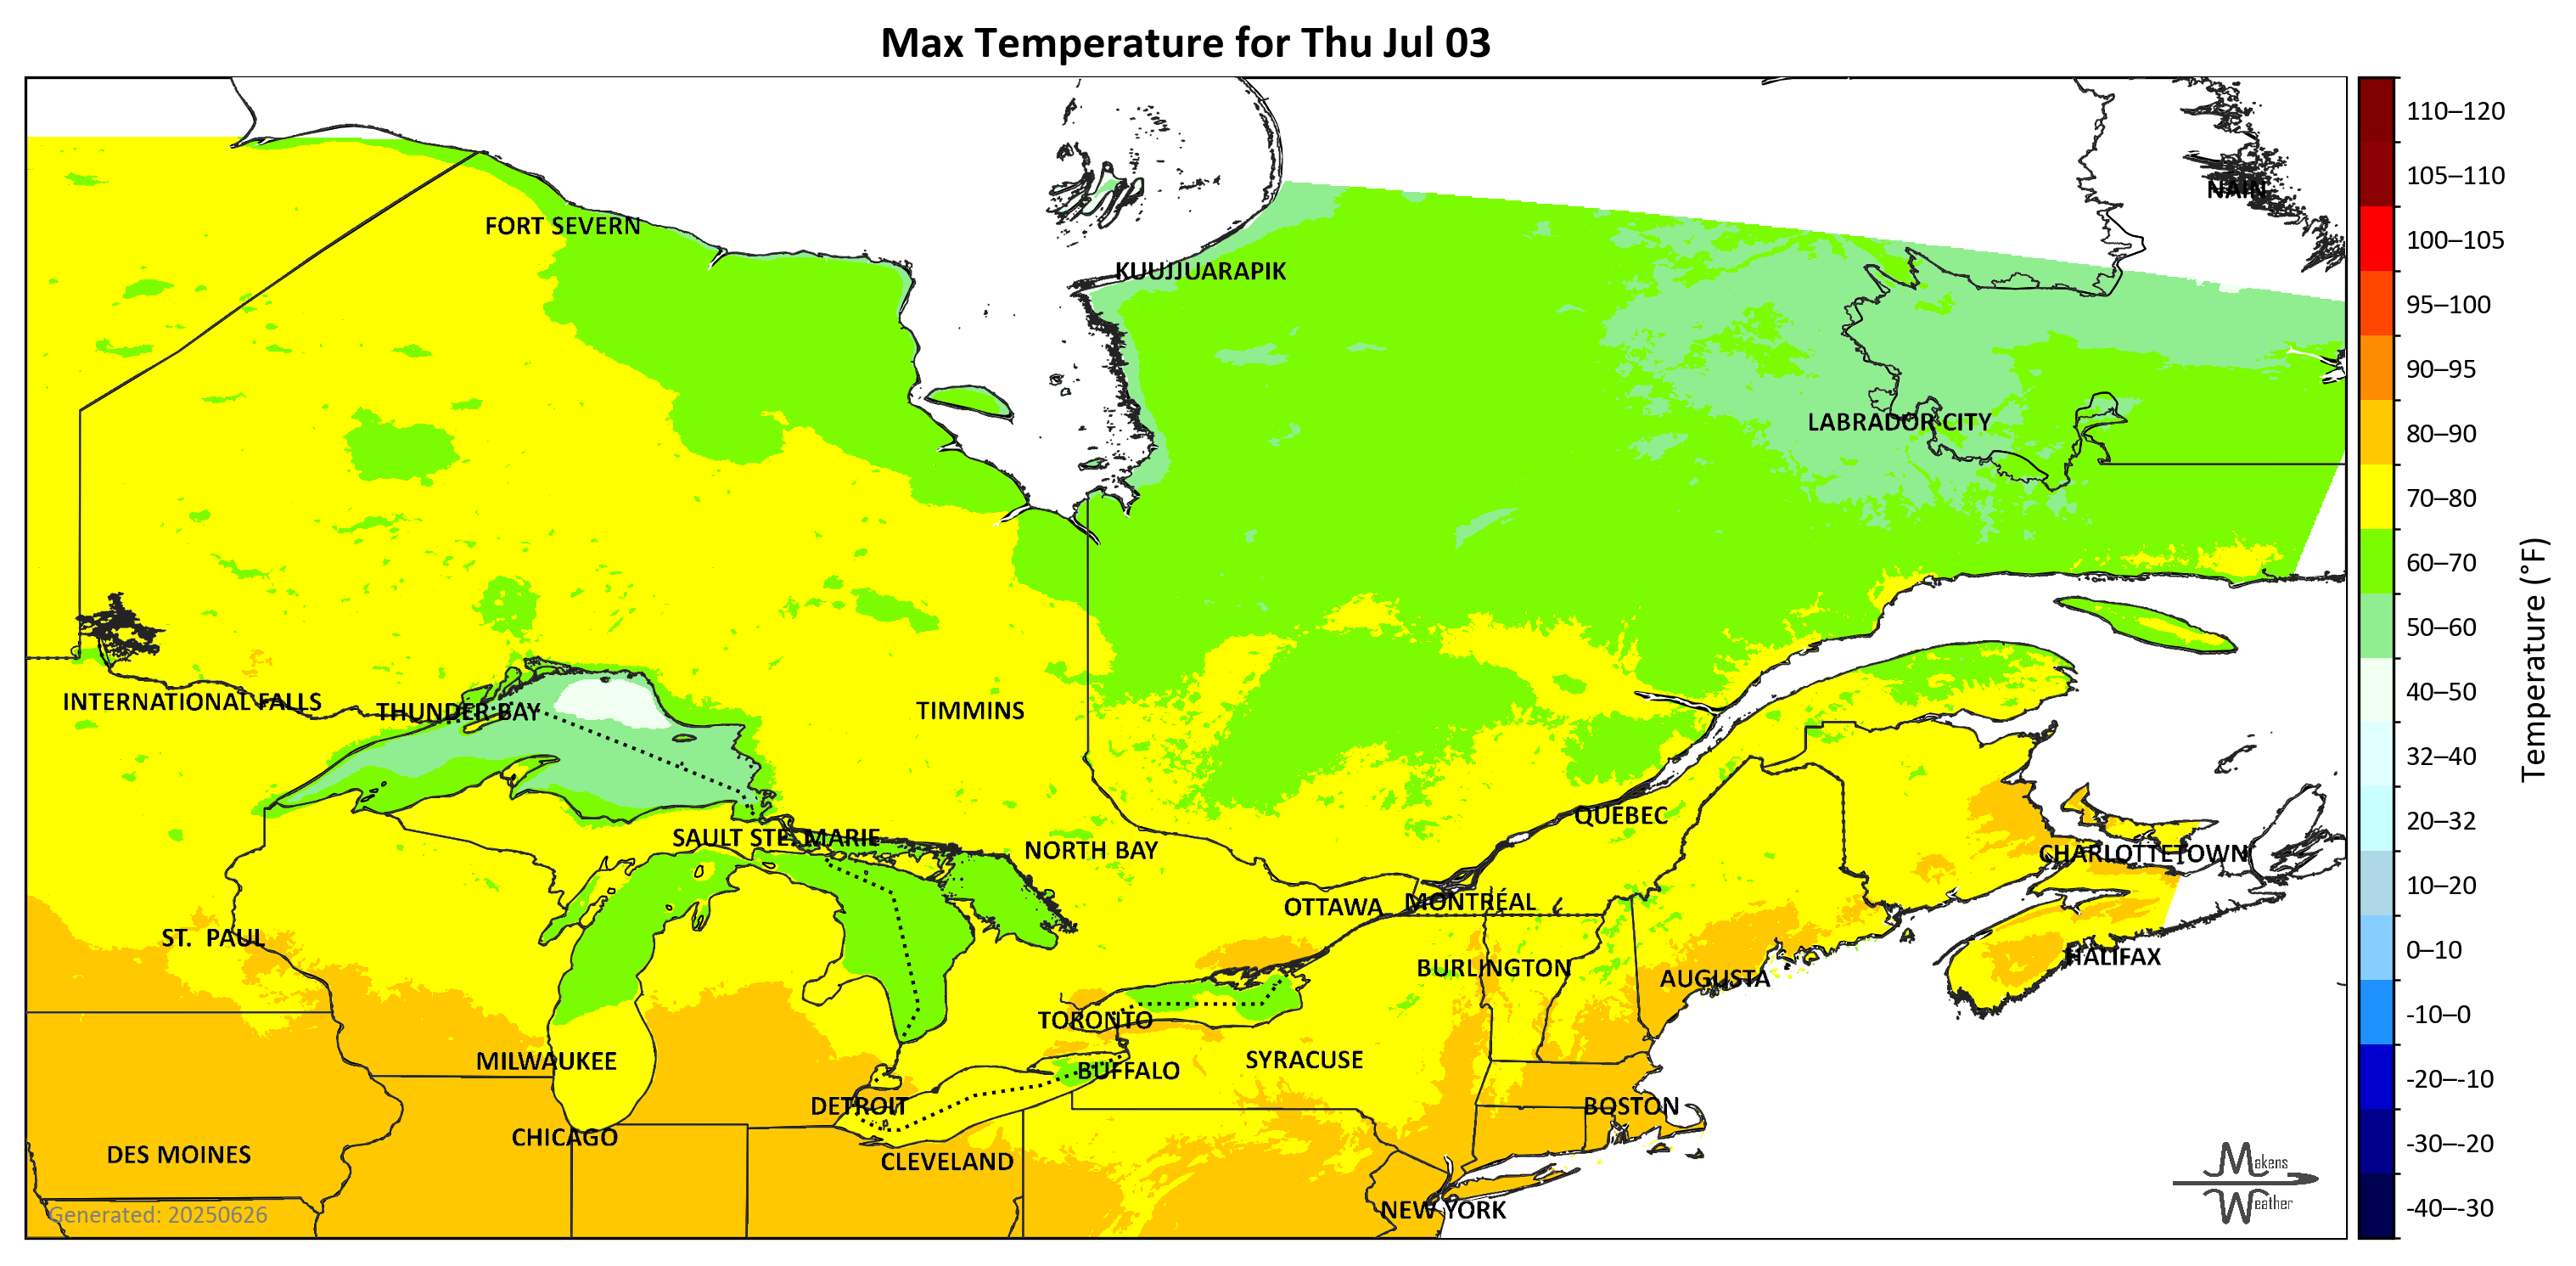 Max Temperature for Thu Jul 03
NAIN
FORT SEVERN
KUUJJUARAPIK
LABRADOR CITY
INTERNATIONAL FALLS
THUNDER BAY
TIMMINS
QUÉBEC
SAULT STE. MARIE
NORTH BAY
CHARLOTTETOWN
OTTAWA
MONTRÉAL
ST. PAUL
HALIFAX
BURLINGTON
AUGUSTA
TORONTO
MILWAUKEE
SYRACUSE
BUFFALO
DETROIT
BOSTON
CHICAGO
DES MOINES
CLEVELAND
NEW YORK
Generated: 20250626
Makens
Weather
110–120
105–110
100–105
95–100
90–95
80–90
70–80
60–70
50–60
40–50
32–40
20–32
10–20
0–10
-10–0
-20–-10
-30–-20
-40–-30
Temperature (°F)